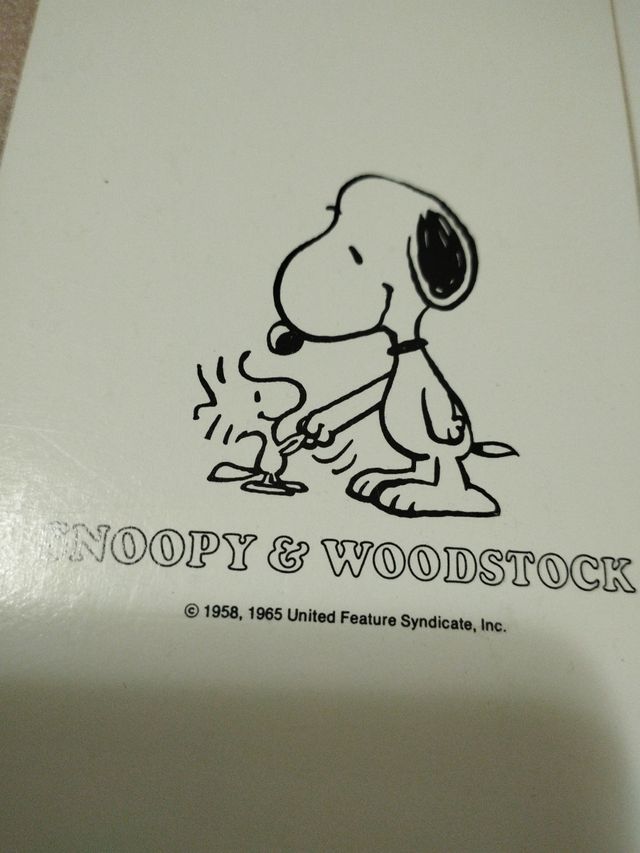 SNOOPY & WOODSTOCK
© 1958, 1965 United Feature Syndicate, Inc.